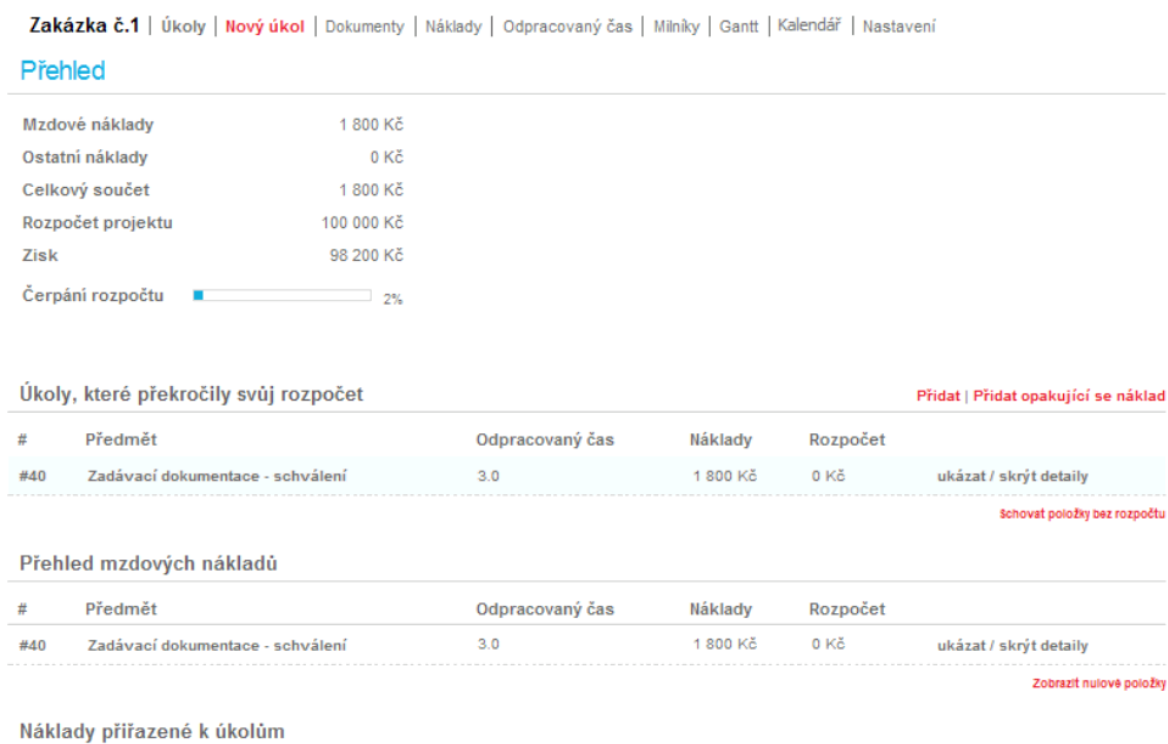 Zakázka č.1 | Úkoly | Nový úkol | Dokumenty | Náklady | Odpracovaný čas | Milníky | Gantt | Kalendář | Nastavení
Přehled
Mzdové náklady 1 800 Kč
Ostatní náklady 0 Kč
Celkový součet 1 800 Kč
Rozpočet projektu 100 000 Kč
Zisk 98 200 Kč
Čerpání rozpočtu 2%
Úkoly, které překročily svůj rozpočet Přidat | Přidat opakující se náklad
# Předmět Odpracovaný čas Náklady Rozpočet
#40 Zadávací dokumentace - schválení 3.0 1 800 Kč 0 Kč ukázat / skrýt detaily
Schovat položky bez rozpočtu
Přehled mzdových nákladů
# Předmět Odpracovaný čas Náklady Rozpočet
#40 Zadávací dokumentace - schválení 3.0 1 800 Kč 0 Kč ukázat / skrýt detaily
Zobrazit nulové položky
Náklady přiřazené k úkolům